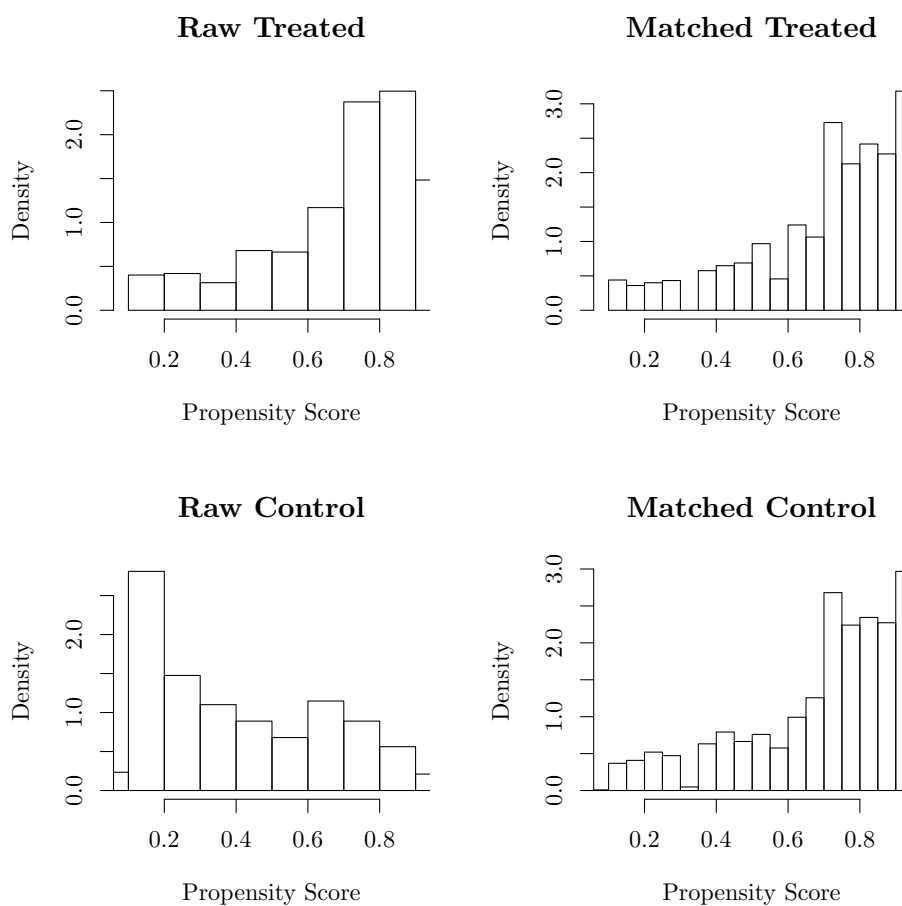 Raw Treated
Density
0.0 1.0 2.0
0.2 0.4 0.6 0.8
Propensity Score
Matched Treated
Density
0.0 1.0 2.0 3.0
0.2 0.4 0.6 0.8
Propensity Score
Raw Control
Density
0.0 1.0 2.0
0.2 0.4 0.6 0.8
Propensity Score
Matched Control
Density
0.0 1.0 2.0 3.0
0.2 0.4 0.6 0.8
Propensity Score